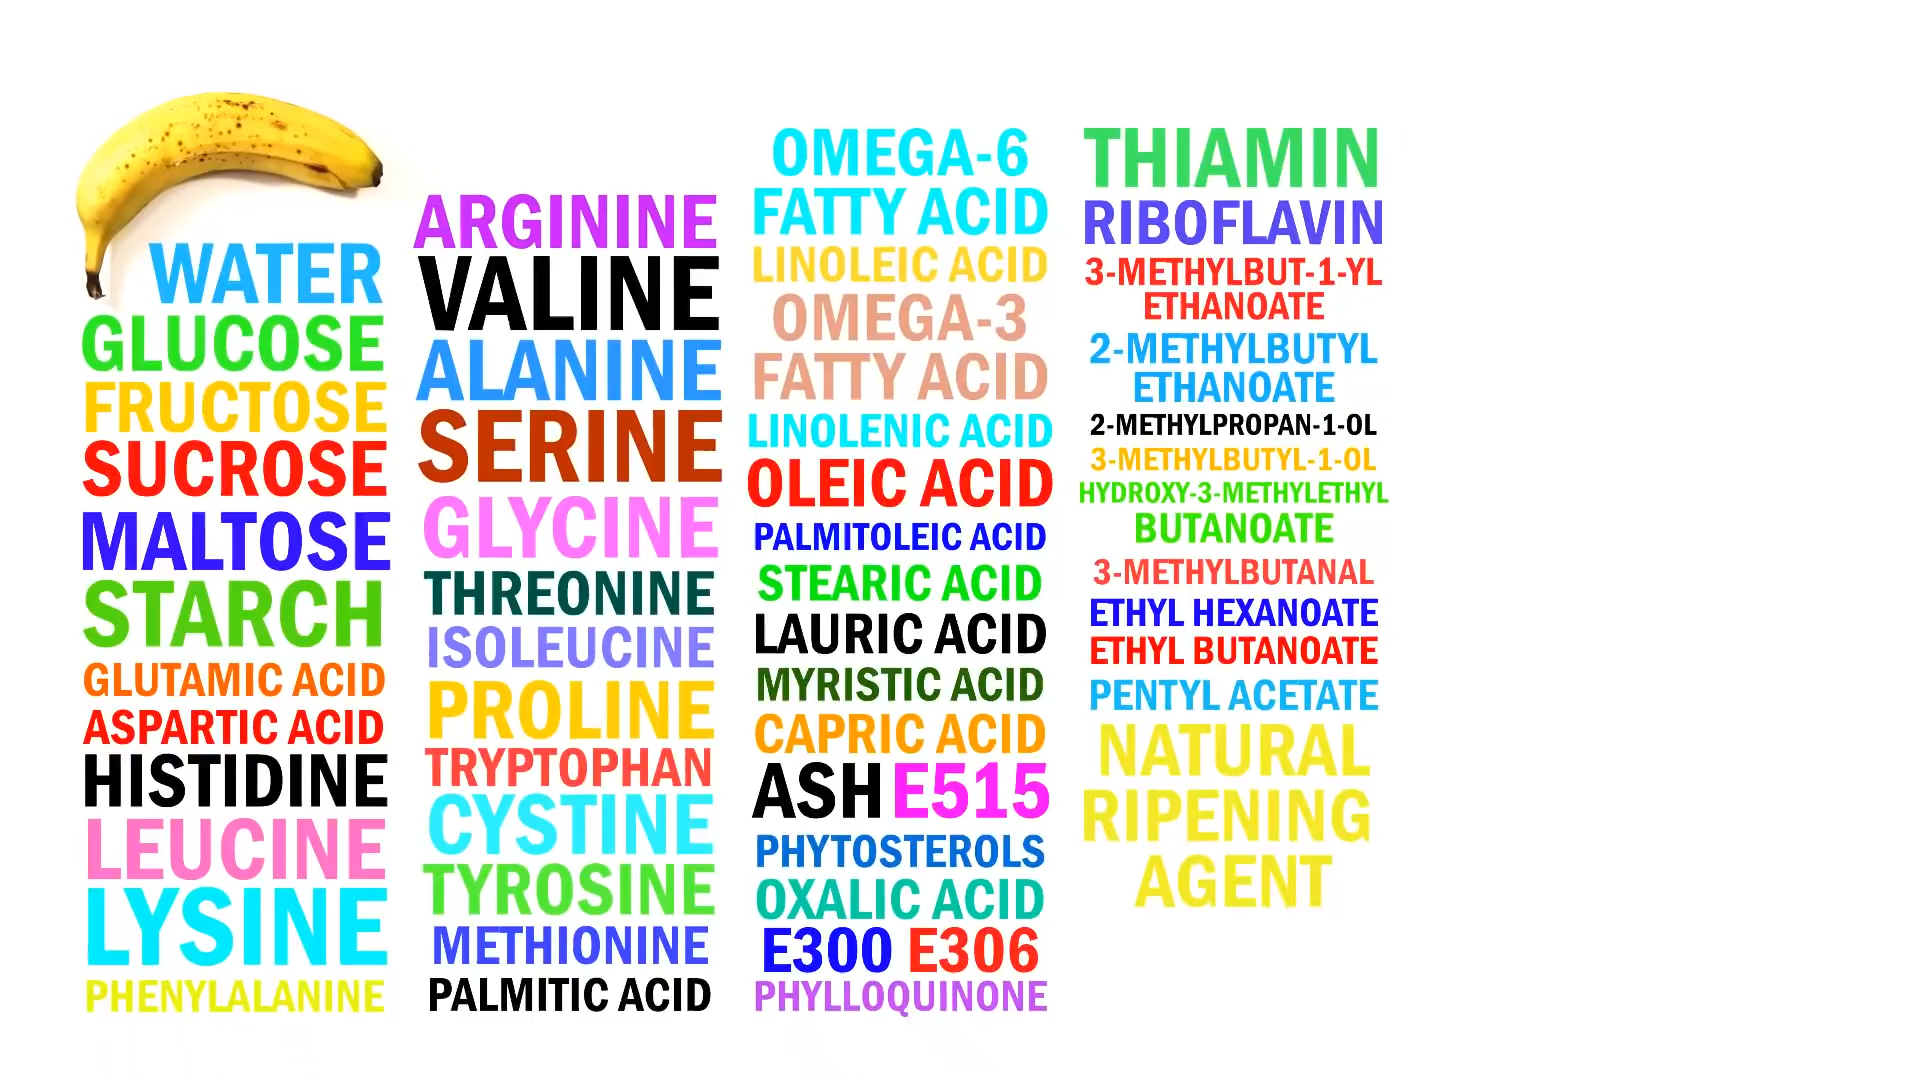 WATER
GLUCOSE
FRUCTOSE
SUCROSE
MALTOSE
STARCH
GLUTAMIC ACID
ASPARTIC ACID
HISTIDINE
LEUCINE
LYSINE
PHENYLALANINE
ARGININE
VALINE
ALANINE
SERINE
GLYCINE
THREONINE
ISOLEUCINE
PROLINE
TRYPTOPHAN
CYSTINE
TYROSINE
METHIONINE
PALMITIC ACID
OMEGA-6
FATTY ACID
LINOLEIC ACID
OMEGA-3
FATTY ACID
LINOLENIC ACID
OLEIC ACID
PALMITOLEIC ACID
STEARIC ACID
LAURIC ACID
MYRISTIC ACID
CAPRIC ACID
ASH E515
PHYTOSTEROLS
OXALIC ACID
E300 E306
PHYLLOQUINONE
THIAMIN
RIBOFLAVIN
3-METHYLBUT-1-YL
ETHANOATE
2-METHYLBUTYL
ETHANOATE
2-METHYLPROPAN-1-OL
3-METHYLBUTYL-1-OL
HYDROXY-3-METHYLETHYL
BUTANOATE
3-METHYLBUTANAL
ETHYL HEXANOATE
ETHYL BUTANOATE
PENTYL ACETATE
NATURAL
RIPENING
AGENT